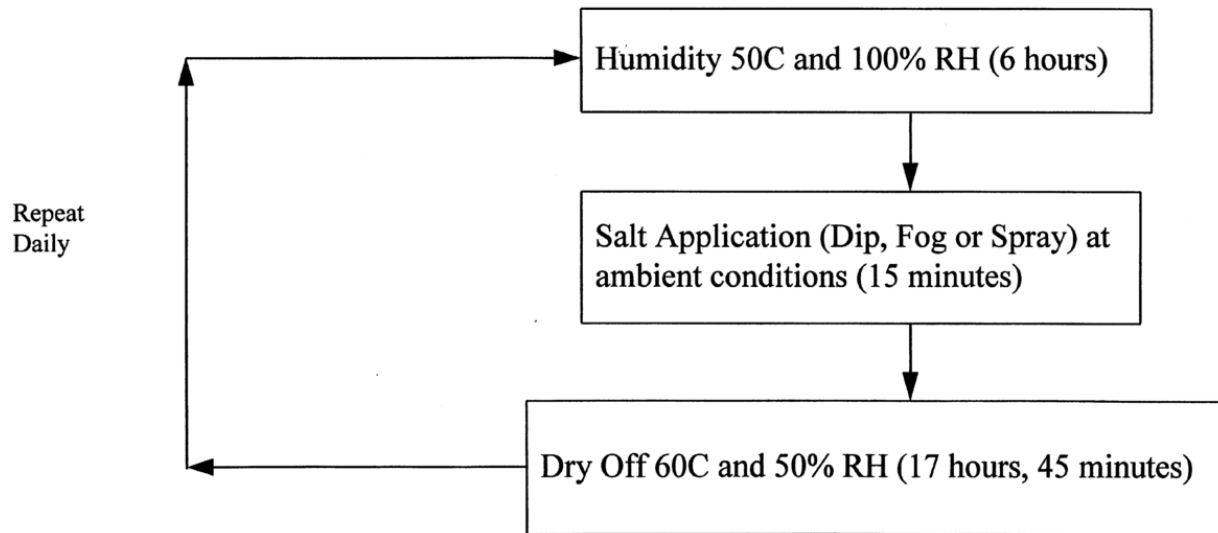 Humidity 50C and 100% RH (6 hours)
Repeat
Daily
Salt Application (Dip, Fog or Spray) at
ambient conditions (15 minutes)
Dry Off 60C and 50% RH (17 hours, 45 minutes)